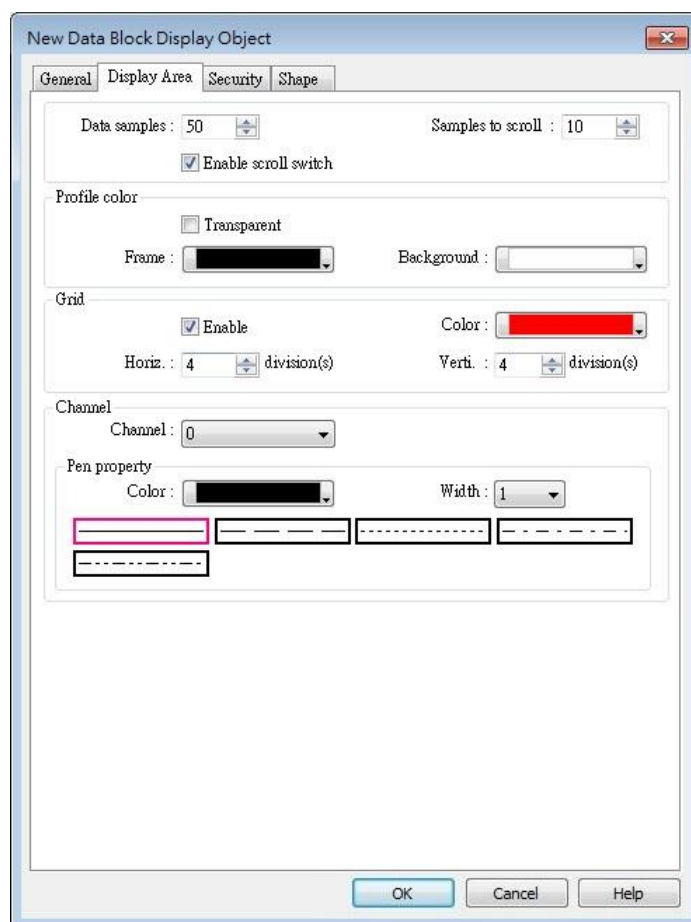 New Data Block Display Object
General Display Area Security Shape
Data samples : 50 Samples to scroll : 10
Enable scroll switch
Profile color
Transparent
Frame : Background :
Grid
Enable Color :
Horiz. : 4 division(s) Verti. : 4 division(s)
Channel
Channel : 0
Pen property
Color : Width : 1
OK Cancel Help